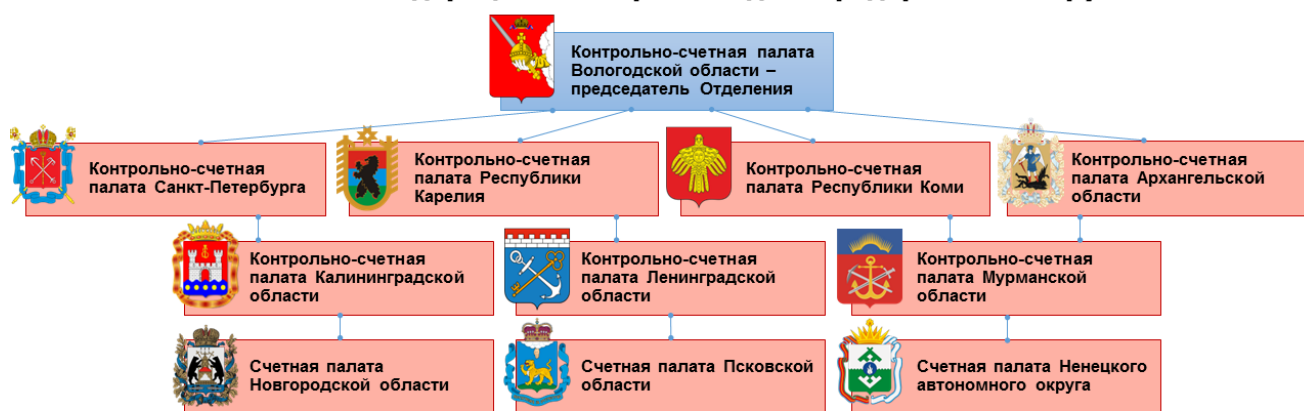 Контрольно-счетная палата
Вологодской области –
председатель Отделения
Контрольно-счетная
палата Санкт-Петербурга
Контрольно-счетная
палата Республики
Карелия
Контрольно-счетная
палата Республики Коми
Контрольно-счетная
палата Архангельской
области
Контрольно-счетная
палата Калининградской
области
Контрольно-счетная
палата Ленинградской
области
Контрольно-счетная
палата Мурманской
области
Счетная палата
Новгородской области
Счетная палата Псковской
области
Счетная палата Ненецкого
автономного округа